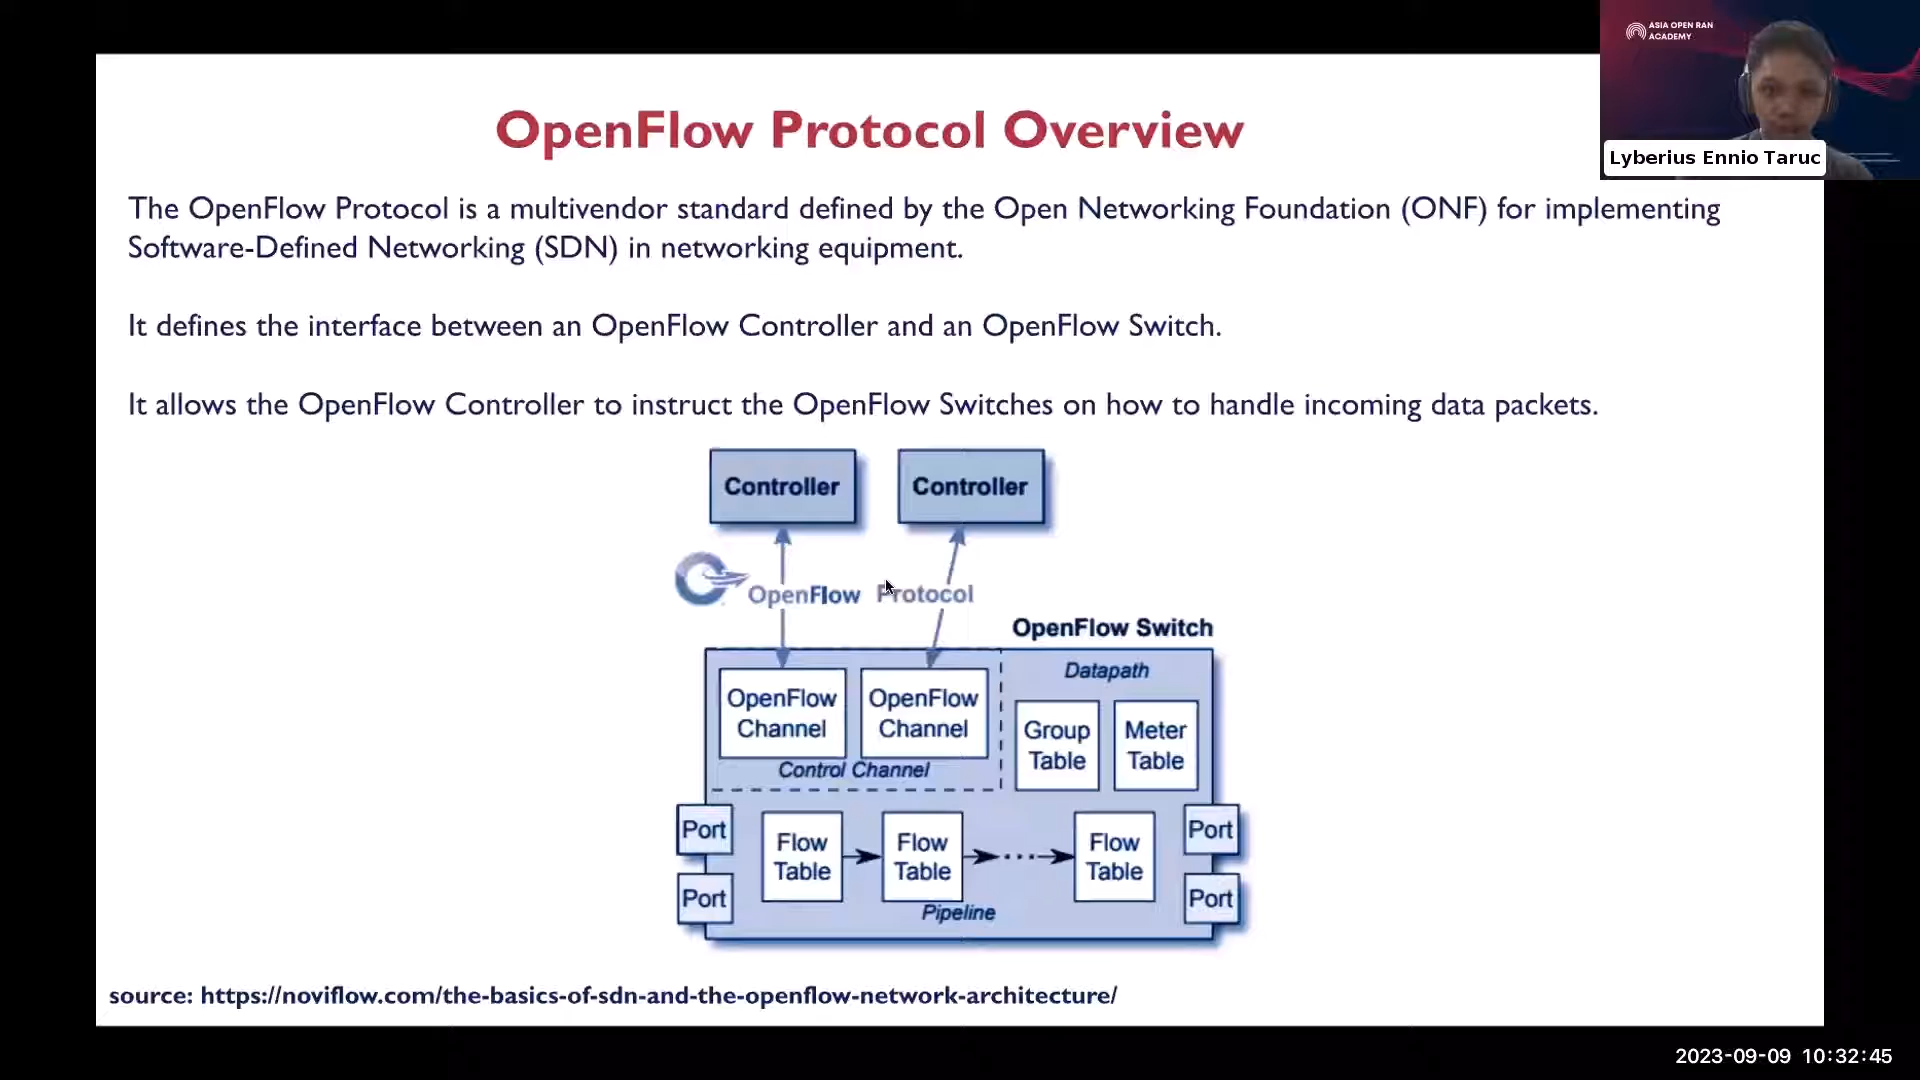 ASIA OPEN RAN
ACADEMY
Lyberius Ennio Taruc
OpenFlow Protocol Overview
The OpenFlow Protocol is a multivendor standard defined by the Open Networking Foundation (ONF) for implementing
Software-Defined Networking (SDN) in networking equipment.
It defines the interface between an OpenFlow Controller and an OpenFlow Switch.
It allows the OpenFlow Controller to instruct the OpenFlow Switches on how to handle incoming data packets.
Controller
Controller
OpenFlow Protocol
OpenFlow Switch
Datapath
OpenFlow
Channel
OpenFlow
Channel
Control Channel
Group
Table
Meter
Table
Port
Port
Flow
Table
Flow
Table
Flow
Table
Pipeline
Port
Port
source: https://noviflow.com/the-basics-of-sdn-and-the-openflow-network-architecture/
2023-09-09 10:32:45